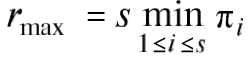 r_max = s min_{1≤i≤s} π_i